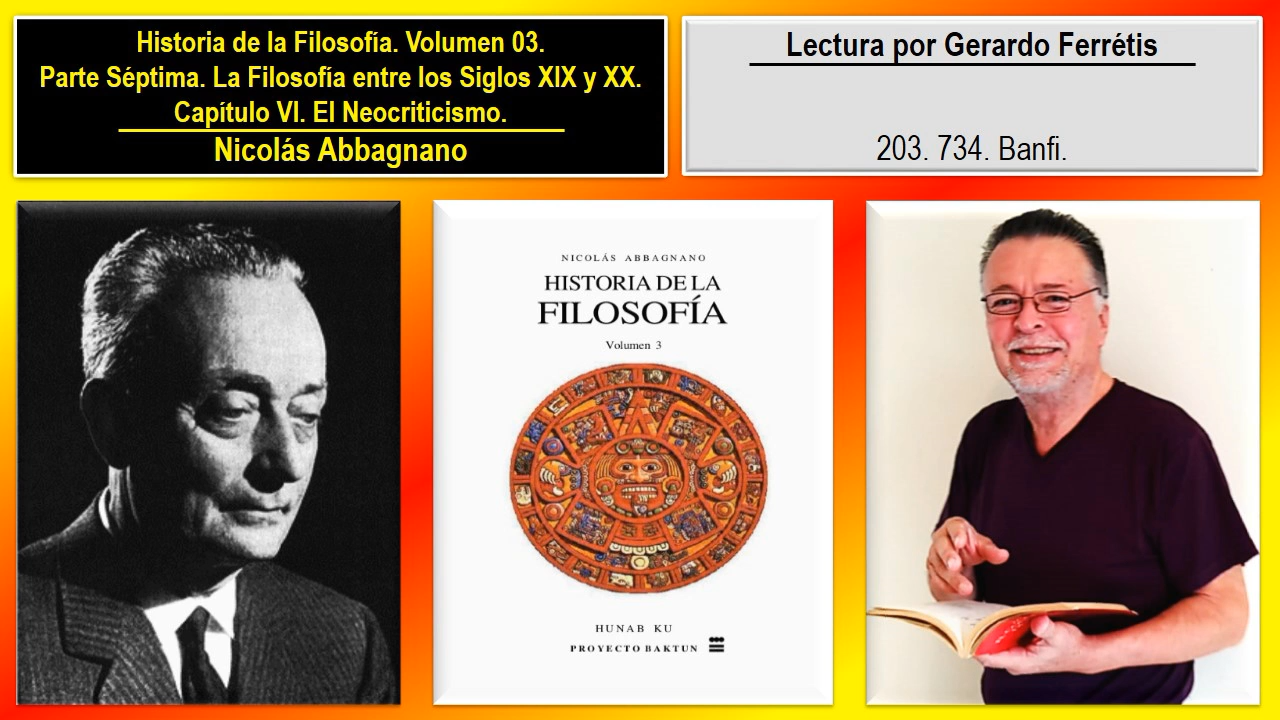 Historia de la Filosofía. Volumen 03.
Parte Séptima. La Filosofía entre los Siglos XIX y XX.
Capítulo VI. El Neocriticismo.
Nicolás Abbagnano
Lectura por Gerardo Ferrétis
203. 734. Banfi.
NICOLÁS ABBAGNANO
HISTORIA DE LA
FILOSOFÍA
Volumen 3
HUNAB KU
PROYECTO BAKTUN